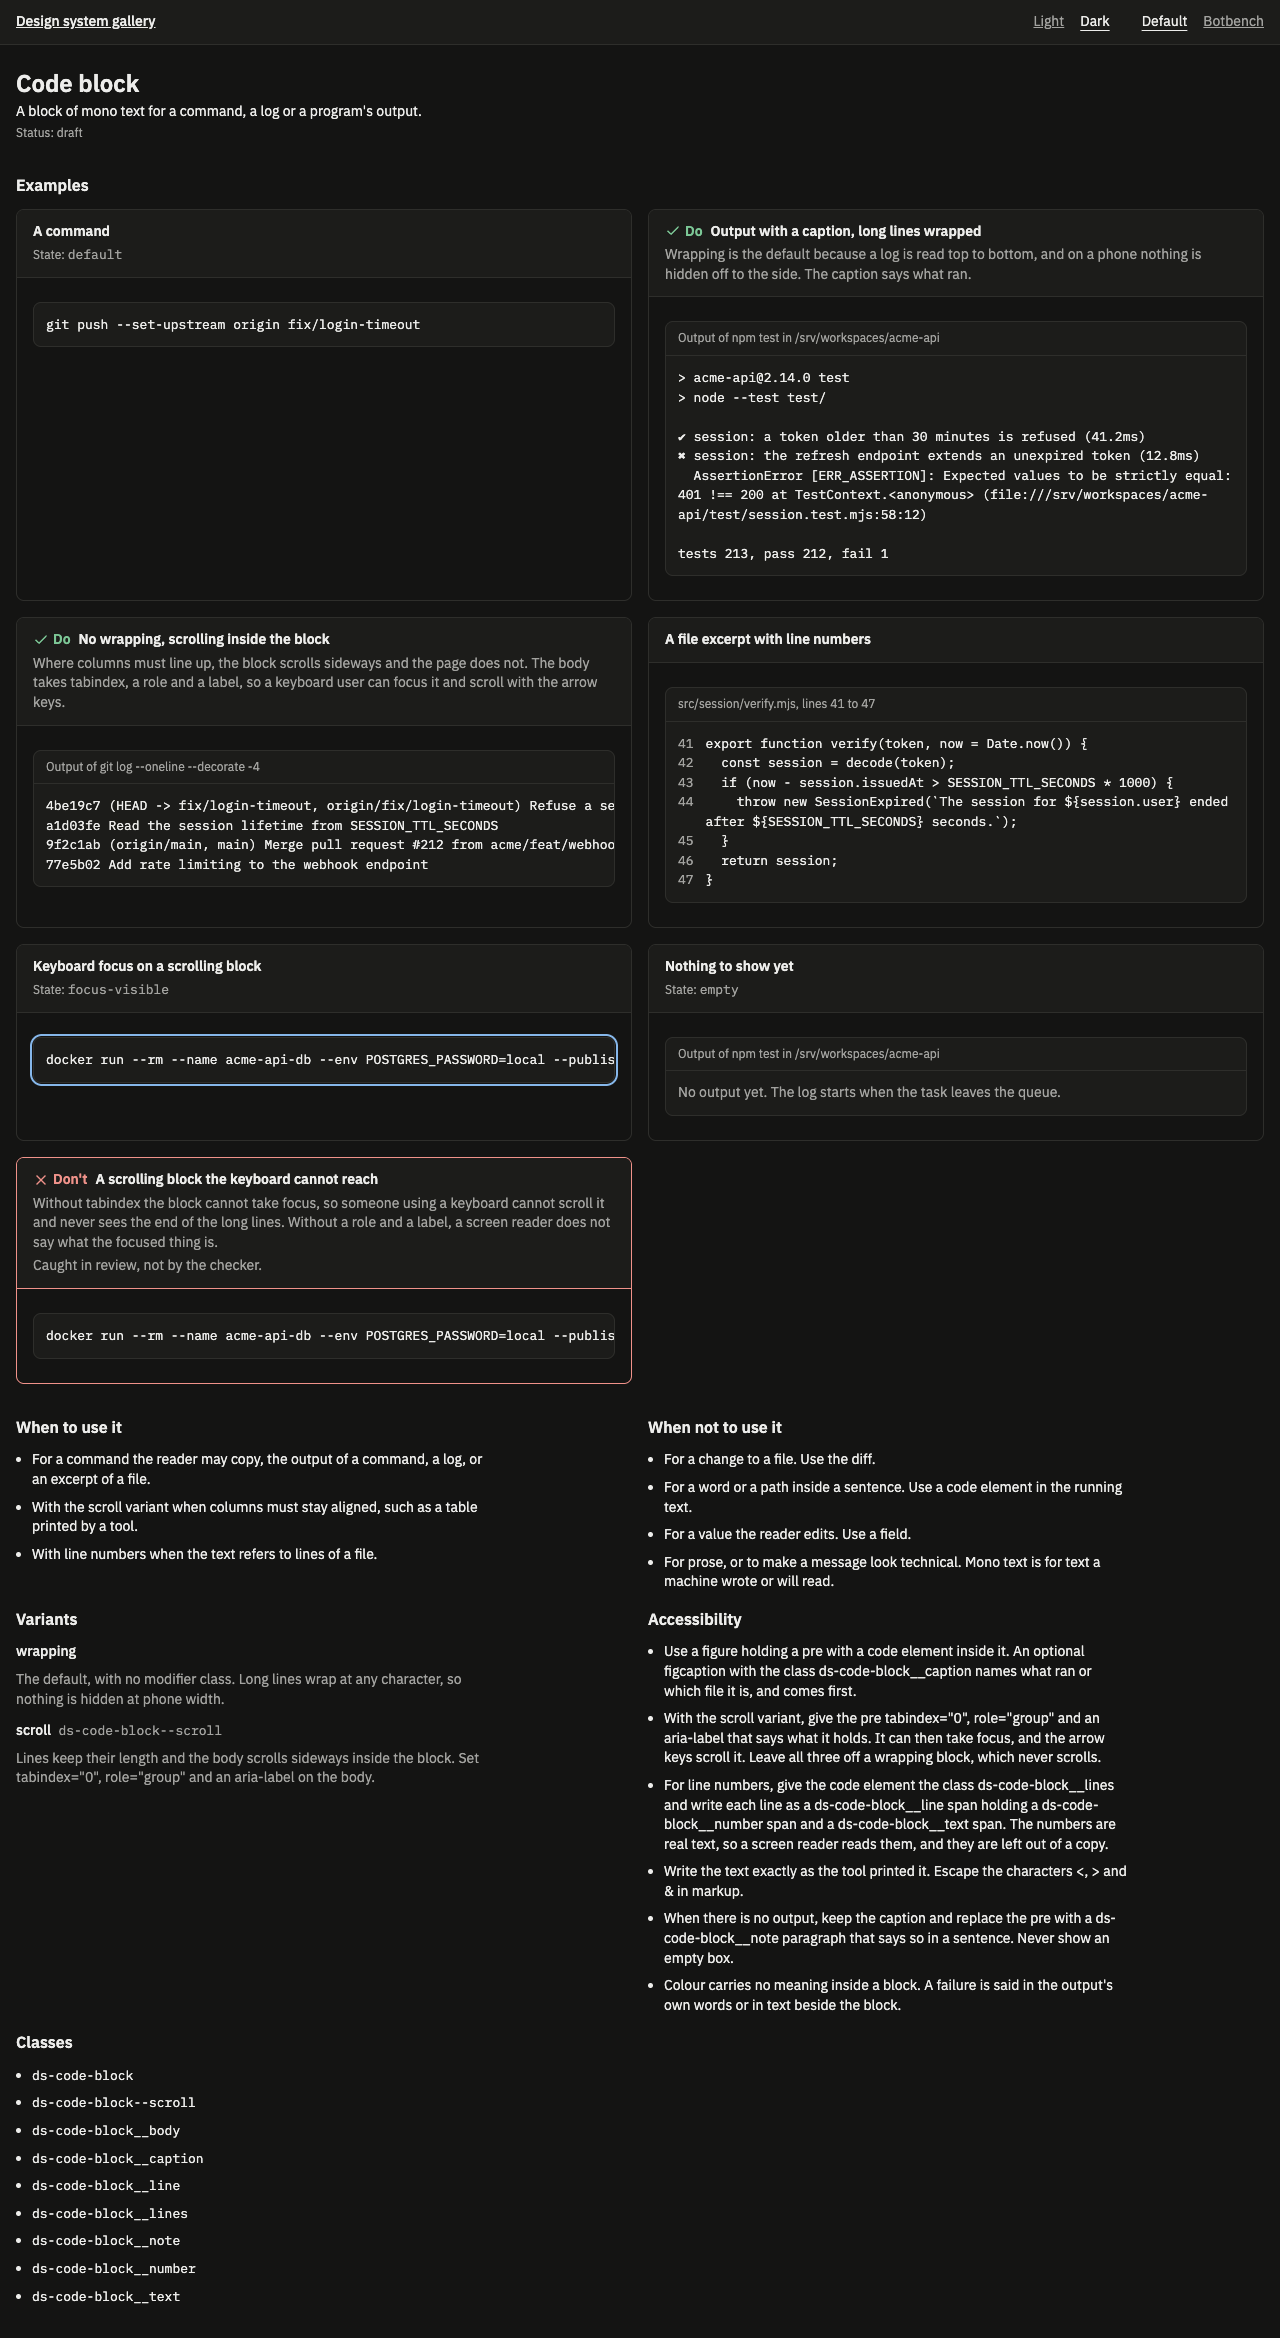 Design system gallery
Light Dark Default Botbench
Code block
A block of mono text for a command, a log or a program's output.
Status: draft
Examples
A command
State: default
git push --set-upstream origin fix/login-timeout
Do Output with a caption, long lines wrapped
Wrapping is the default because a log is read top to bottom, and on a phone nothing is
hidden off to the side. The caption says what ran.
Output of npm test in /srv/workspaces/acme-api
> acme-api@2.14.0 test
> node --test test/
✔ session: a token older than 30 minutes is refused (41.2ms)
✖ session: the refresh endpoint extends an unexpired token (12.8ms)
AssertionError [ERR_ASSERTION]: Expected values to be strictly equal:
401 !== 200 at TestContext.<anonymous> (file:///srv/workspaces/acme-
api/test/session.test.mjs:58:12)
tests 213, pass 212, fail 1
Do No wrapping, scrolling inside the block
Where columns must line up, the block scrolls sideways and the page does not. The body
takes tabindex, a role and a label, so a keyboard user can focus it and scroll with the arrow
keys.
Output of git log --oneline --decorate -4
4be19c7 (HEAD -> fix/login-timeout, origin/fix/login-timeout) Refuse a se
a1d03fe Read the session lifetime from SESSION_TTL_SECONDS
9f2c1ab (origin/main, main) Merge pull request #212 from acme/feat/webhoo
77e5b02 Add rate limiting to the webhook endpoint
A file excerpt with line numbers
src/session/verify.mjs, lines 41 to 47
41 export function verify(token, now = Date.now()) {
42 const session = decode(token);
43 if (now - session.issuedAt > SESSION_TTL_SECONDS * 1000) {
44 throw new SessionExpired(`The session for ${session.user} ended
after ${SESSION_TTL_SECONDS} seconds.`);
45 }
46 return session;
47 }
Keyboard focus on a scrolling block
State: focus-visible
docker run --rm --name acme-api-db --env POSTGRES_PASSWORD=local --publis
Nothing to show yet
State: empty
Output of npm test in /srv/workspaces/acme-api
No output yet. The log starts when the task leaves the queue.
Don't A scrolling block the keyboard cannot reach
Without tabindex the block cannot take focus, so someone using a keyboard cannot scroll it
and never sees the end of the long lines. Without a role and a label, a screen reader does not
say what the focused thing is.
Caught in review, not by the checker.
docker run --rm --name acme-api-db --env POSTGRES_PASSWORD=local --publis
When to use it
• For a command the reader may copy, the output of a command, a log, or
an excerpt of a file.
• With the scroll variant when columns must stay aligned, such as a table
printed by a tool.
• With line numbers when the text refers to lines of a file.
When not to use it
• For a change to a file. Use the diff.
• For a word or a path inside a sentence. Use a code element in the running
text.
• For a value the reader edits. Use a field.
• For prose, or to make a message look technical. Mono text is for text a
machine wrote or will read.
Variants
wrapping
The default, with no modifier class. Long lines wrap at any character, so
nothing is hidden at phone width.
scroll ds-code-block--scroll
Lines keep their length and the body scrolls sideways inside the block. Set
tabindex="0", role="group" and an aria-label on the body.
Accessibility
• Use a figure holding a pre with a code element inside it. An optional
figcaption with the class ds-code-block__caption names what ran or
which file it is, and comes first.
• With the scroll variant, give the pre tabindex="0", role="group" and an
aria-label that says what it holds. It can then take focus, and the arrow
keys scroll it. Leave all three off a wrapping block, which never scrolls.
• For line numbers, give the code element the class ds-code-block__lines
and write each line as a ds-code-block__line span holding a ds-code-
block__number span and a ds-code-block__text span. The numbers are
real text, so a screen reader reads them, and they are left out of a copy.
• Write the text exactly as the tool printed it. Escape the characters <, > and
& in markup.
• When there is no output, keep the caption and replace the pre with a ds-
code-block__note paragraph that says so in a sentence. Never show an
empty box.
• Colour carries no meaning inside a block. A failure is said in the output's
own words or in text beside the block.
Classes
• ds-code-block
• ds-code-block--scroll
• ds-code-block__body
• ds-code-block__caption
• ds-code-block__line
• ds-code-block__lines
• ds-code-block__note
• ds-code-block__number
• ds-code-block__text